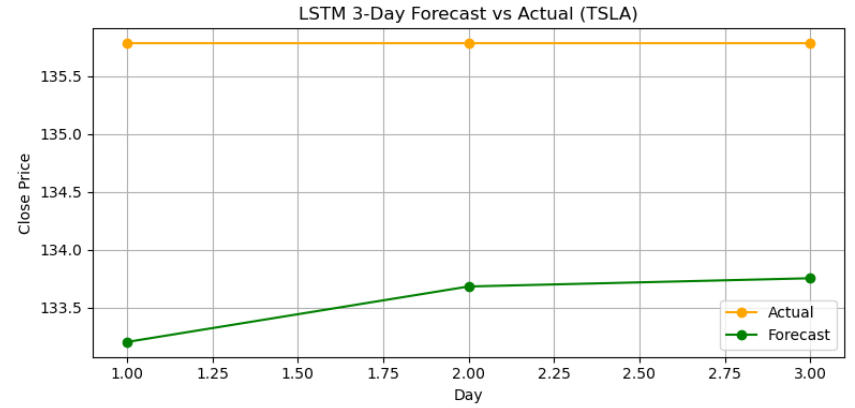 LSTM 3-Day Forecast vs Actual (TSLA)
135.5
135.0
134.5
134.0
133.5
Close Price
Actual
Forecast
1.00 1.25 1.50 1.75 2.00 2.25 2.50 2.75 3.00
Day